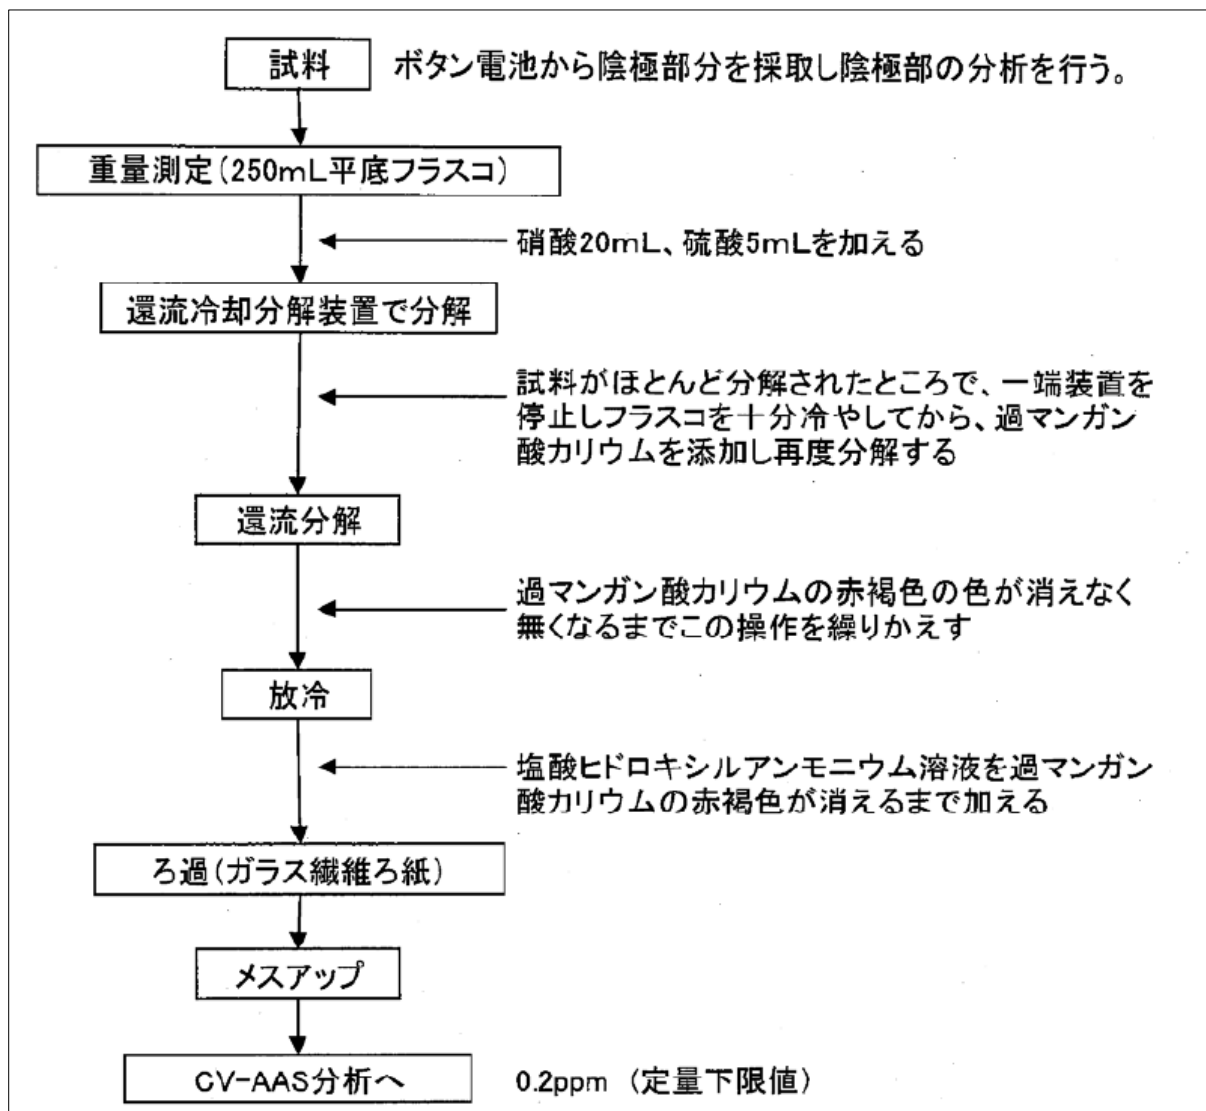 試料 ボタン電池から陰極部分を採取し陰極部の分析を行う。
重量測定(250mL平底フラスコ)
硝酸20mL、硫酸5mLを加える
還流冷却分解装置で分解
試料がほとんど分解されたところで、一端装置を
停止しフラスコを十分冷やしてから、過マンガン
酸カリウムを添加し再度分解する
還流分解
過マンガン酸カリウムの赤褐色の色が消えなく
無くなるまでこの操作を繰りかえす
放冷
塩酸ヒドロキシルアンモニウム溶液を過マンガン
酸カリウムの赤褐色が消えるまで加える
ろ過(ガラス繊維ろ紙)
メスアップ
CV-AAS分析へ 0.2ppm (定量下限値)